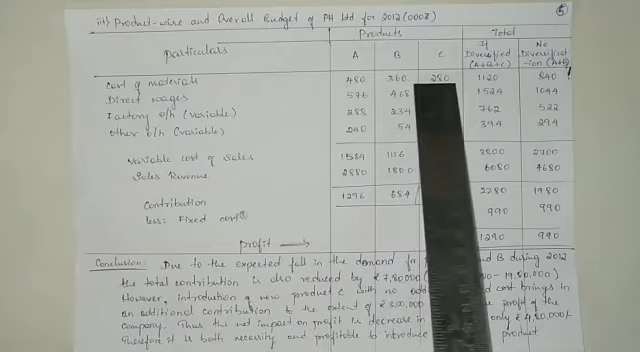 iii) Product-wise and Overall Budget of PH Ltd for 2012 (000₹)
5
Particulars Products Total
A B C If Diversified (A+B+C) No Diversificat-ion (A+B)
Cost of materials 480 360 280 1120 840
Direct wages 576 468 1524 1044
Factory o/h (variable) 288 234 762 522
Other o/h (variable) 240 54 394 294
Variable cost of Sales 1584 1116 3800 2700
Sales Revenue 2880 1800 6080 4680
Contribution 1296 684 2280 1980
Less: Fixed cost 990 990
Profit → 1290 990
Conclusion: Due to the expected fall in the demand for and B during 2012
the total contribution is also reduced by ₹7,80,000 - 19,80,000)
However, introduction of new product C with no cost brings in
an additional contribution to the extent of ₹3,00,000 profit of the
company. Thus the net impact on profit is decrease in only ₹4,80,000/-
Therefore it is both necessity and profitable to introduce product